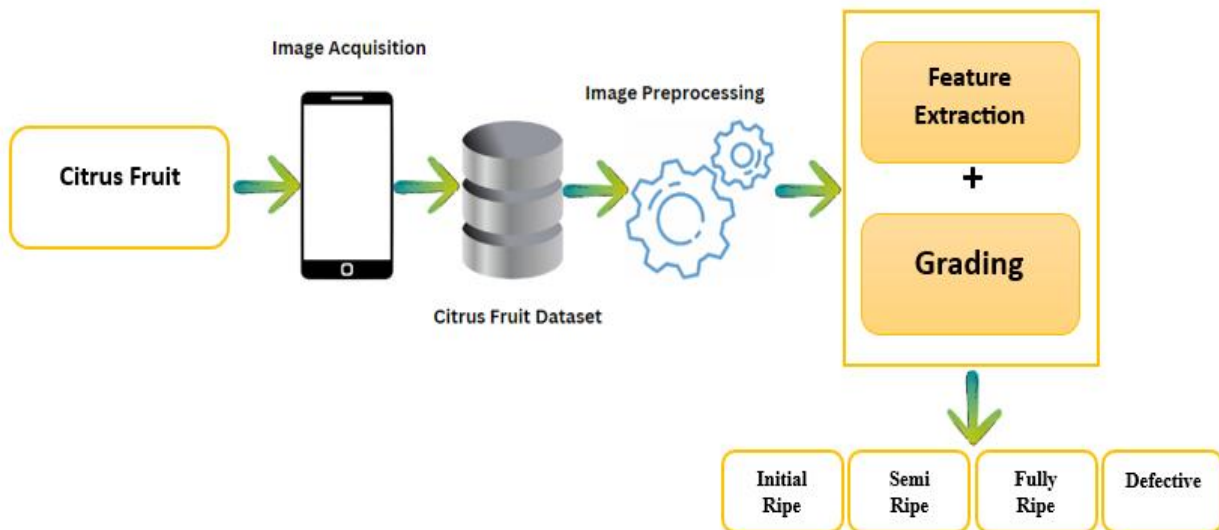 Image Acquisition
Citrus Fruit
Citrus Fruit Dataset
Image Preprocessing
Feature
Extraction
+
Grading
Initial
Ripe
Semi
Ripe
Fully
Ripe
Defective